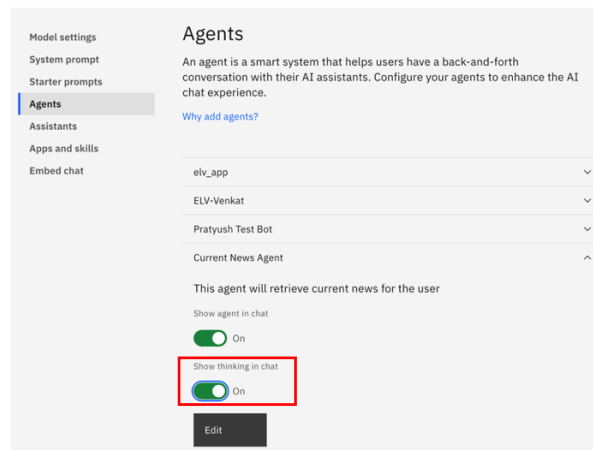 Model settings
System prompt
Starter prompts
Agents
Assistants
Apps and skills
Embed chat
Agents
An agent is a smart system that helps users have a back-and-forth
conversation with their AI assistants. Configure your agents to enhance the AI
chat experience.
Why add agents?
elv_app
ELV-Venkat
Pratyush Test Bot
Current News Agent
This agent will retrieve current news for the user
Show agent in chat
On
Show thinking in chat
On
Edit